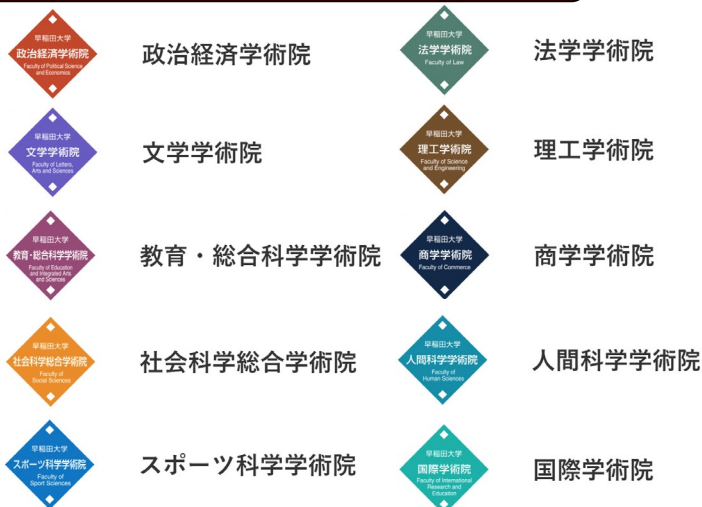 早稲田大学
政治経済学術院
Faculty of Political Science
and Economics
政治経済学術院
早稲田大学
法学学術院
Faculty of Law
法学学術院
早稲田大学
文学学術院
Faculty of Letters,
Arts and Sciences
文学学術院
早稲田大学
理工学術院
Faculty of Science
and Engineering
理工学術院
早稲田大学
教育・総合科学学術院
Faculty of Education
and Integrated Arts
and Sciences
教育・総合科学学術院
早稲田大学
商学学術院
Faculty of Commerce
商学学術院
早稲田大学
社会科学総合学術院
Faculty of
Social Sciences
社会科学総合学術院
早稲田大学
人間科学学術院
Faculty of
Human Sciences
人間科学学術院
早稲田大学
スポーツ科学学術院
Faculty of
Sport Sciences
スポーツ科学学術院
早稲田大学
国際学術院
Faculty of International
Research and
Education
国際学術院